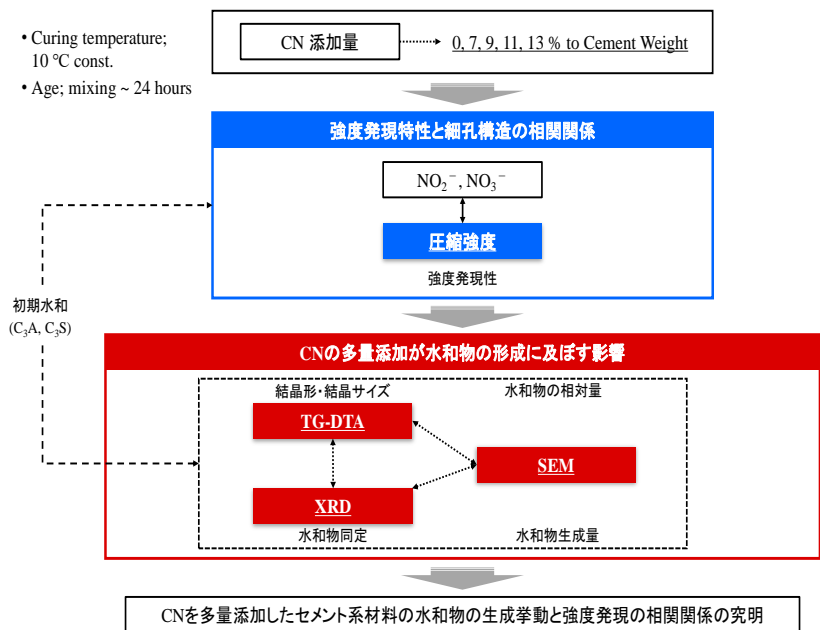 • Curing temperature;
10 ℃ const.
• Age; mixing ~ 24 hours
CN 添加量
0, 7, 9, 11, 13 % to Cement Weight
強度発現特性と細孔構造の相関関係
NO₂⁻, NO₃⁻
圧縮強度
強度発現性
初期水和
(C₃A, C₃S)
CNの多量添加が水和物の形成に及ぼす影響
結晶形・結晶サイズ
水和物の相対量
TG-DTA
SEM
XRD
水和物同定
水和物生成量
CNを多量添加したセメント系材料の水和物の生成挙動と強度発現の相関関係の究明